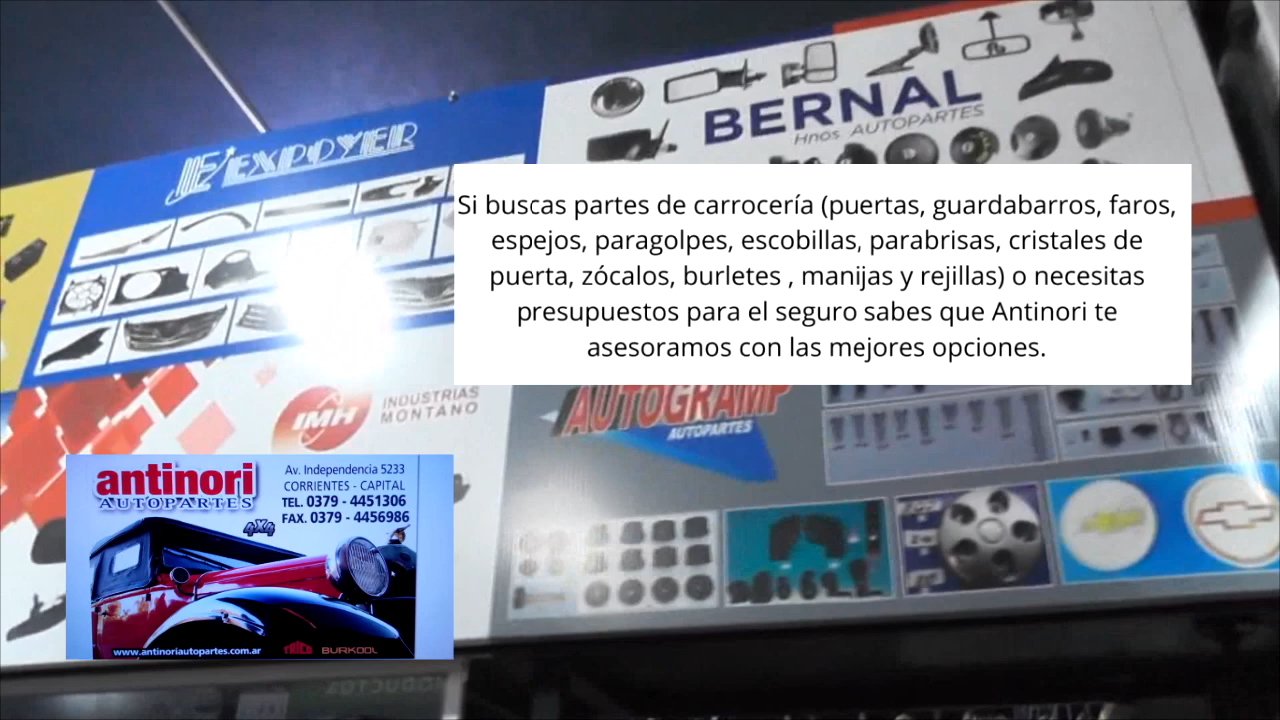 EXPOYER
BERNAL
Hnos AUTOPARTES
Si buscas partes de carrocería (puertas, guardabarros, faros,
espejos, paragolpes, escobillas, parabrisas, cristales de
puerta, zócalos, burletes , manijas y rejillas) o necesitas
presupuestos para el seguro sabes que Antinori te
asesoramos con las mejores opciones.
IMH
INDUSTRIAS
MONTANO
AUTOGRAMP
AUTOPARTES
antinori
AUTOPARTES
4X4
Av. Independencia 5233
CORRIENTES - CAPITAL
TEL. 0379 - 4451306
FAX. 0379 - 4456986
www.antinoriautopartes.com.ar
TRICO
BURKOOL